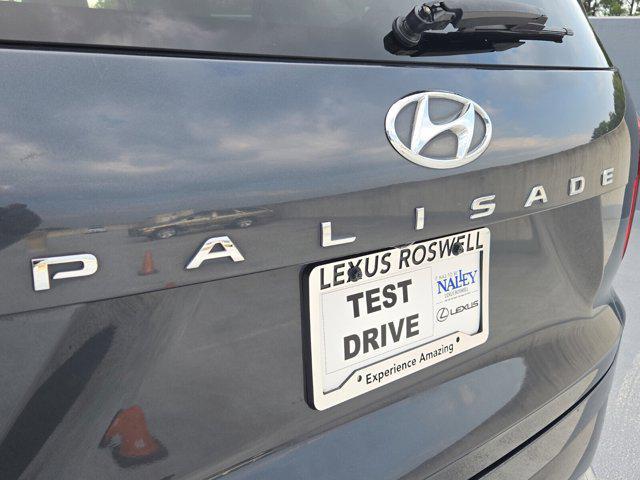 PALISADE
LEXUS ROSWELL
TEST
DRIVE
NALLEY
LEXUS
Experience Amazing